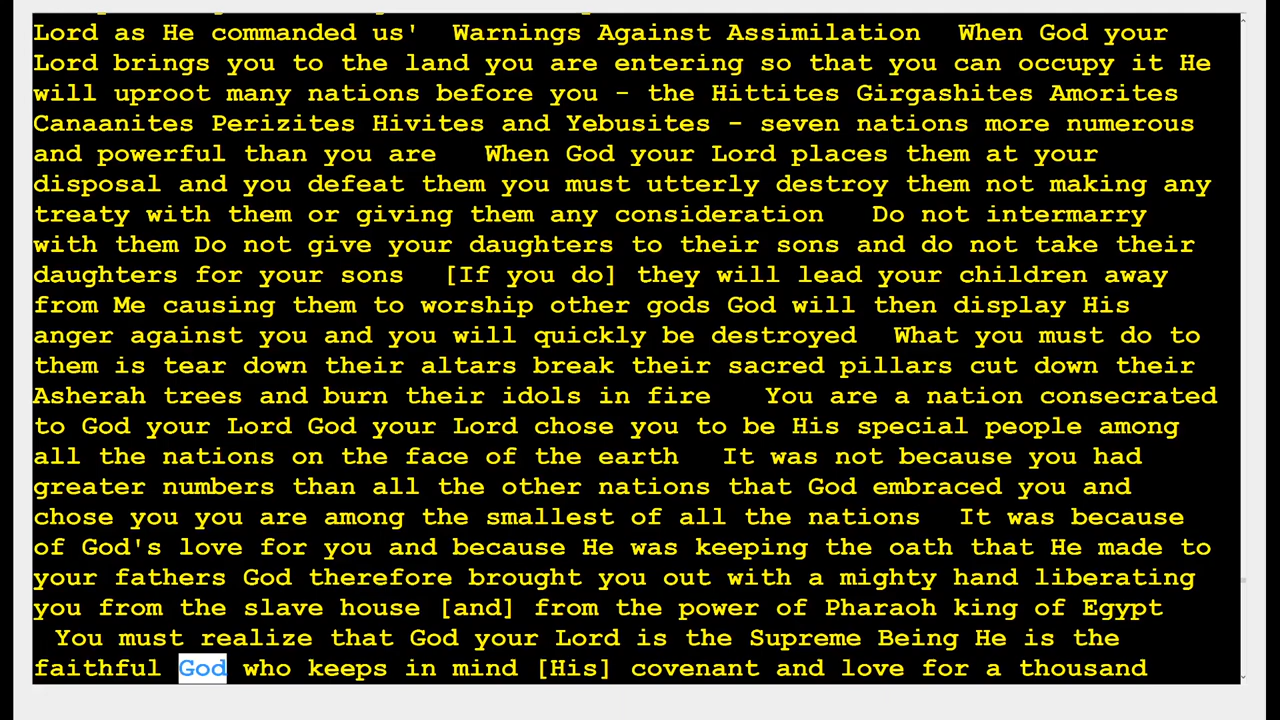 Lord as He commanded us'  Warnings Against Assimilation  When God your
Lord brings you to the land you are entering so that you can occupy it He
will uproot many nations before you - the Hittites Girgashites Amorites
Canaanites Perizites Hivites and Yebusites - seven nations more numerous
and powerful than you are   When God your Lord places them at your
disposal and you defeat them you must utterly destroy them not making any
treaty with them or giving them any consideration   Do not intermarry
with them Do not give your daughters to their sons and do not take their
daughters for your sons   [If you do] they will lead your children away
from Me causing them to worship other gods God will then display His
anger against you and you will quickly be destroyed   What you must do to
them is tear down their altars break their sacred pillars cut down their
Asherah trees and burn their idols in fire    You are a nation consecrated
to God your Lord God your Lord chose you to be His special people among
all the nations on the face of the earth   It was not because you had
greater numbers than all the other nations that God embraced you and
chose you you are among the smallest of all the nations   It was because
of God's love for you and because He was keeping the oath that He made to
your fathers God therefore brought you out with a mighty hand liberating
you from the slave house [and] from the power of Pharaoh king of Egypt
You must realize that God your Lord is the Supreme Being He is the
faithful God who keeps in mind [His] covenant and love for a thousand